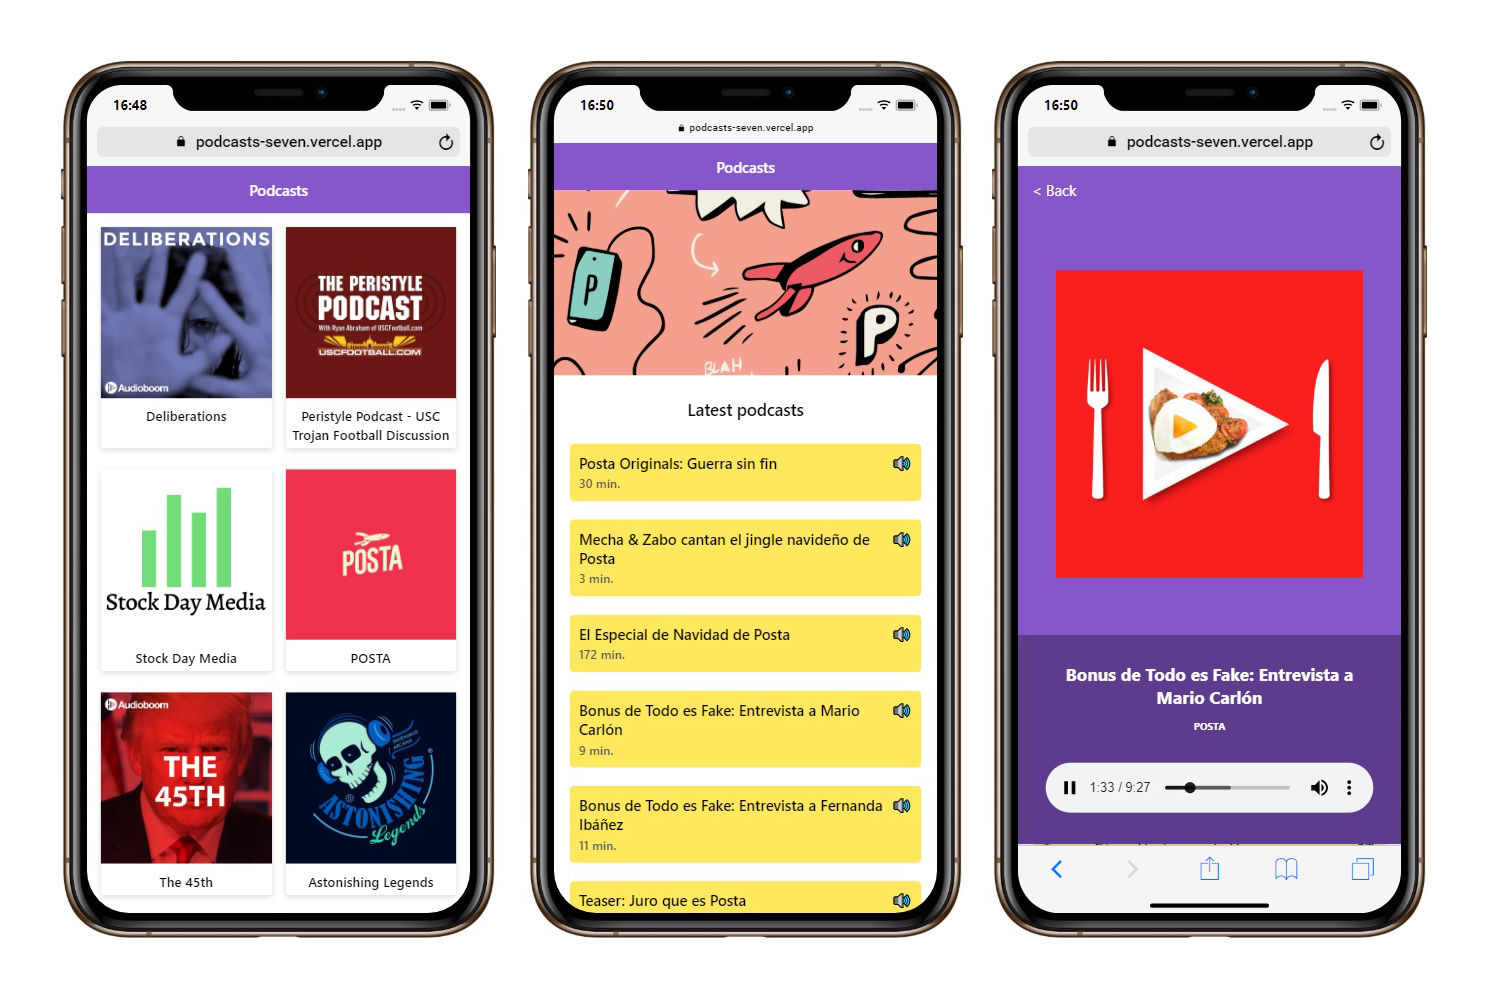 16:48
podcasts-seven.vercel.app
Podcasts
DELIBERATIONS
Audioboom
Deliberations
THE PERISTYLE
PODCAST
With Ryan Abraham of USCFootball.com
USCFOOTBALL.COM
Peristyle Podcast - USC
Trojan Football Discussion
Stock Day Media
Stock Day Media
POSTA
POSTA
Audioboom
THE
45TH
The 45th
ASTONISHING
Legends
Astonishing Legends
16:50
podcasts-seven.vercel.app
Podcasts
P
P
BLAH
Latest podcasts
Posta Originals: Guerra sin fin
30 min.
Mecha & Zabo cantan el jingle navideño de
Posta
3 min.
El Especial de Navidad de Posta
172 min.
Bonus de Todo es Fake: Entrevista a Mario
Carlón
9 min.
Bonus de Todo es Fake: Entrevista a Fernanda
Ibáñez
11 min.
Teaser: Juro que es Posta
16:50
podcasts-seven.vercel.app
< Back
Bonus de Todo es Fake: Entrevista a
Mario Carlón
POSTA
1:33 / 9:27